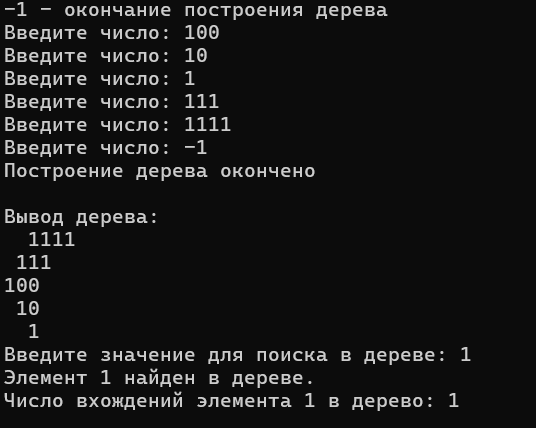 -1 - окончание построения дерева
Введите число: 100
Введите число: 10
Введите число: 1
Введите число: 111
Введите число: 1111
Введите число: -1
Построение дерева окончено

Вывод дерева:
  1111
 111
100
 10
  1
Введите значение для поиска в дереве: 1
Элемент 1 найден в дереве.
Число вхождений элемента 1 в дерево: 1